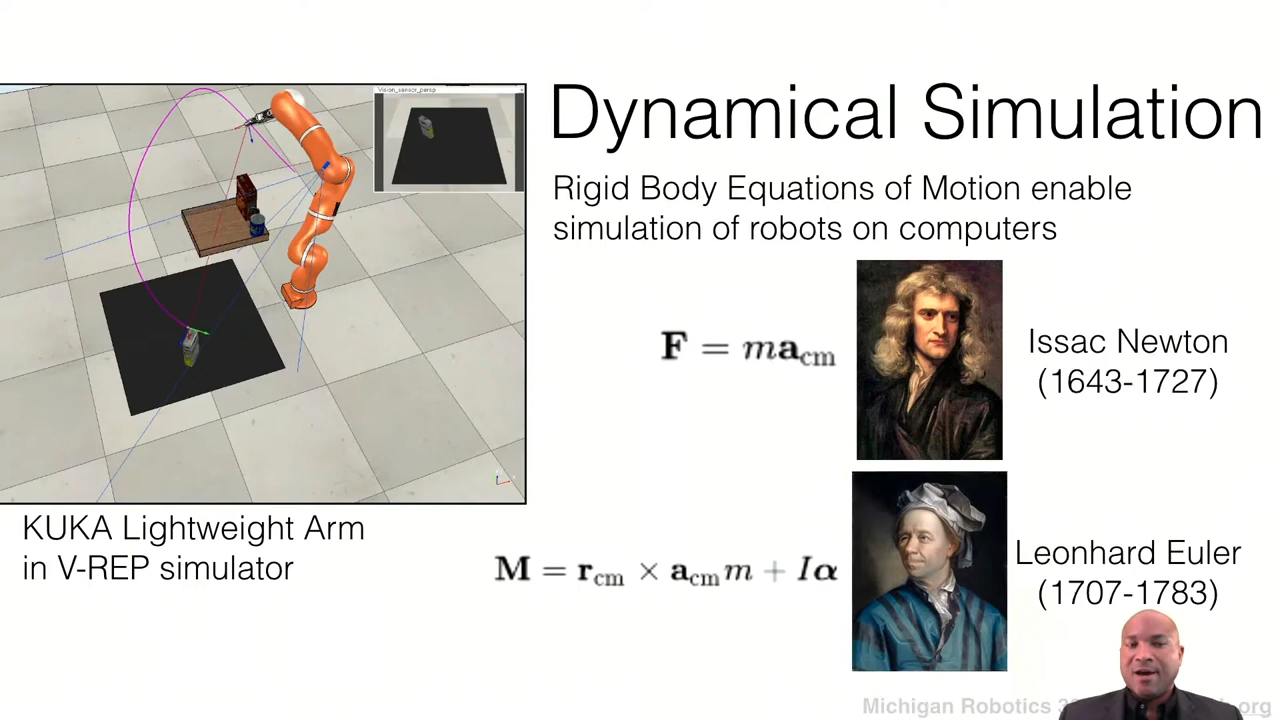 Dynamical Simulation
Rigid Body Equations of Motion enable
simulation of robots on computers
Vision_sensor_persp
F = ma_cm
Issac Newton
(1643-1727)
KUKA Lightweight Arm
in V-REP simulator
M = r_cm × a_cm m + Iα
Leonhard Euler
(1707-1783)
Michigan Robotics